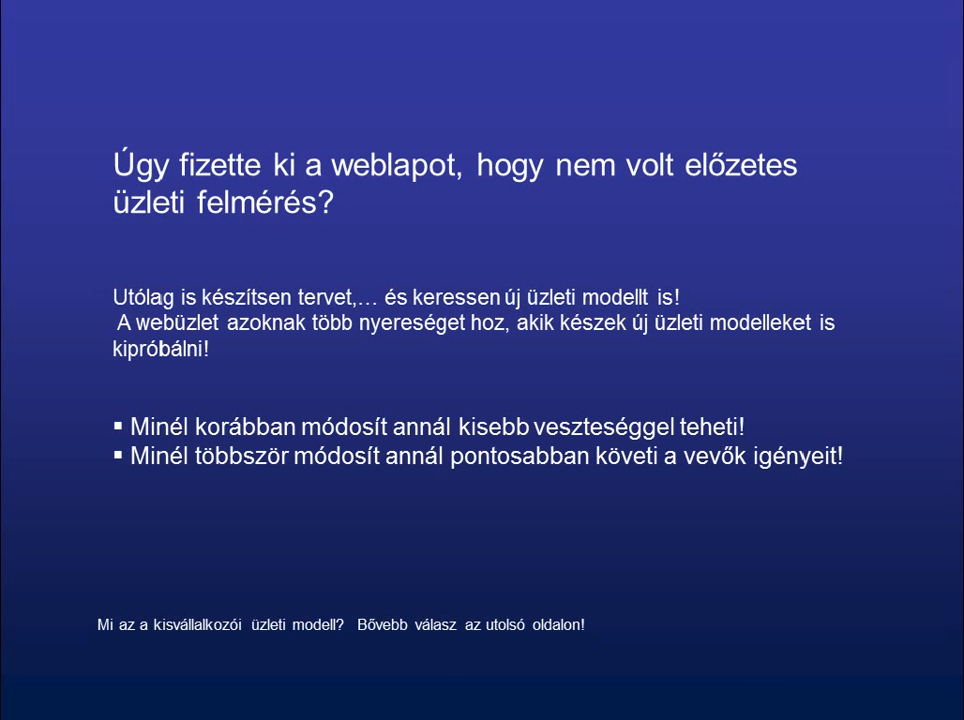 Úgy fizette ki a weblapot, hogy nem volt előzetes
üzleti felmérés?
Utólag is készítsen tervet,… és keressen új üzleti modellt is!
A webüzlet azoknak több nyereséget hoz, akik készek új üzleti modelleket is
kipróbálni!
▪ Minél korábban módosít annál kisebb veszteséggel teheti!
▪ Minél többször módosít annál pontosabban követi a vevők igényeit!
Mi az a kisvállalkozói üzleti modell? Bővebb válasz az utolsó oldalon!